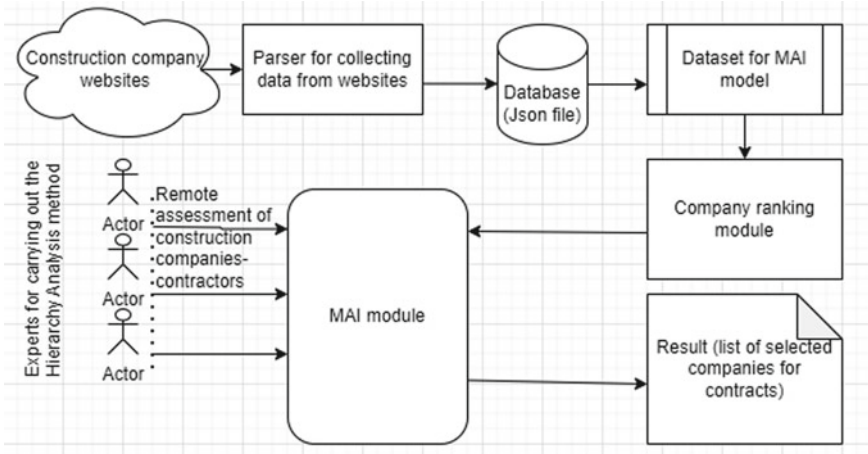 Construction company
websites
Parser for collecting
data from websites
Database
(Json file)
Dataset for MAI
model
Experts for carrying out the
Hierarchy Analysis method
Actor
Actor
Actor
Remote
assessment of
construction
companies-
contractors
MAI module
Company ranking
module
Result (list of selected
companies for
contracts)